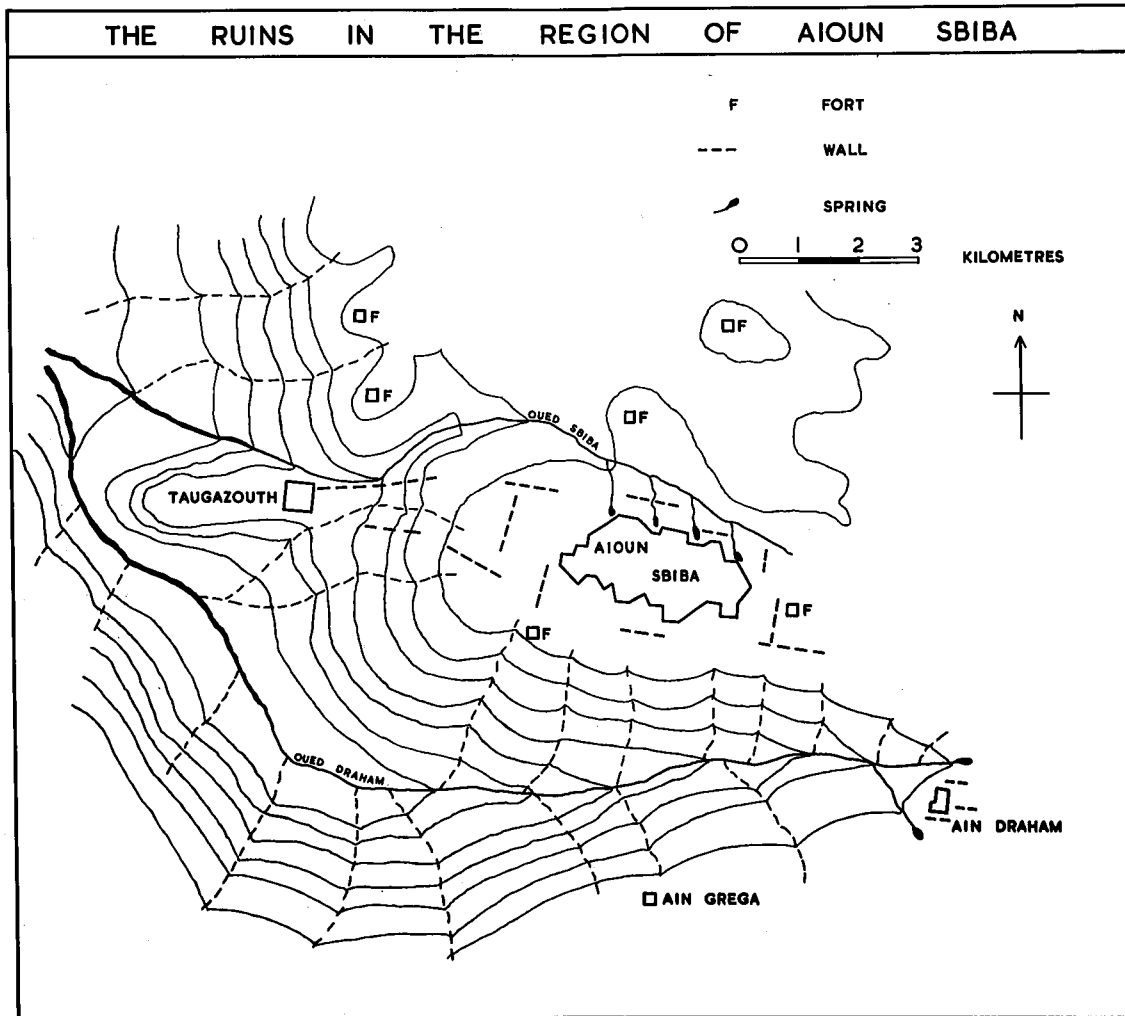 THE RUINS IN THE REGION OF AIOUN SBIBA
F FORT
WALL
SPRING
0 1 2 3 KILOMETRES
N
F
F
F
F
OUED SBIBA
TAUGAZOUTH
AIOUN
SBIBA
F
F
OUED DRAHAM
AIN DRAHAM
AIN GREGA